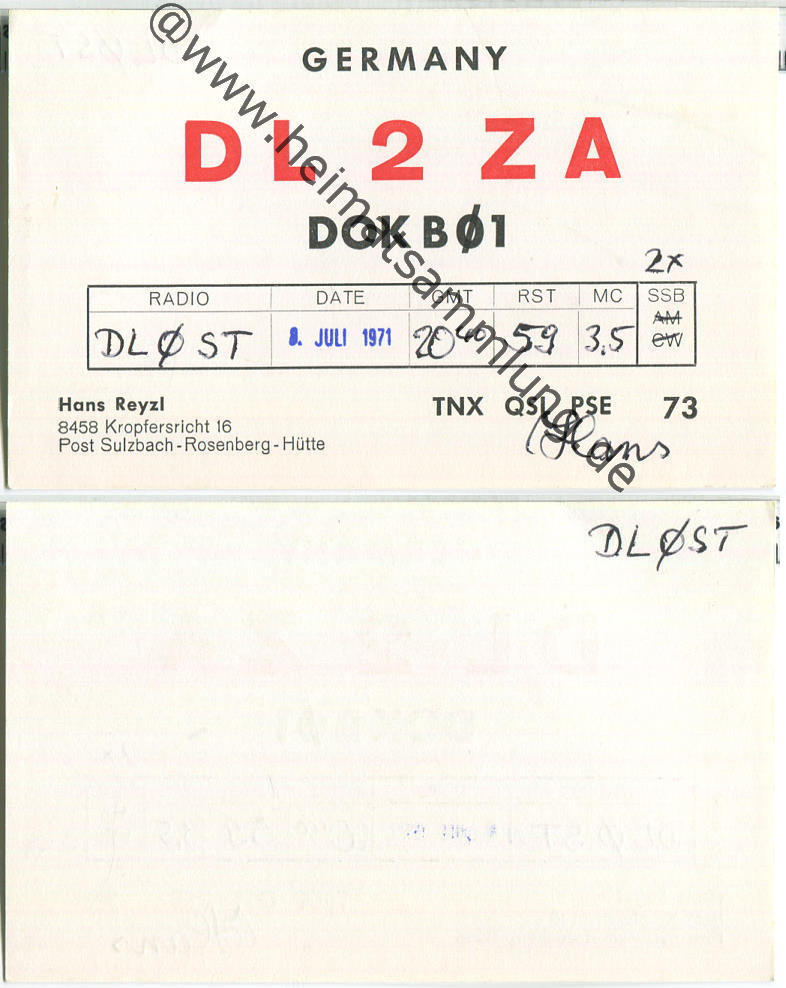 GERMANY
DL 2 ZA
DOK BØ1
2x
RADIO DATE GMT RST MC SSB
DLØST 8. JULI 1971 20⁴⁰ 59 3.5 AM
CW
Hans Reyzl TNX QSL PSE 73
8458 Kropfersricht 16
Post Sulzbach-Rosenberg-Hütte
Hans
@www.heimatsammlung.de
DLØST